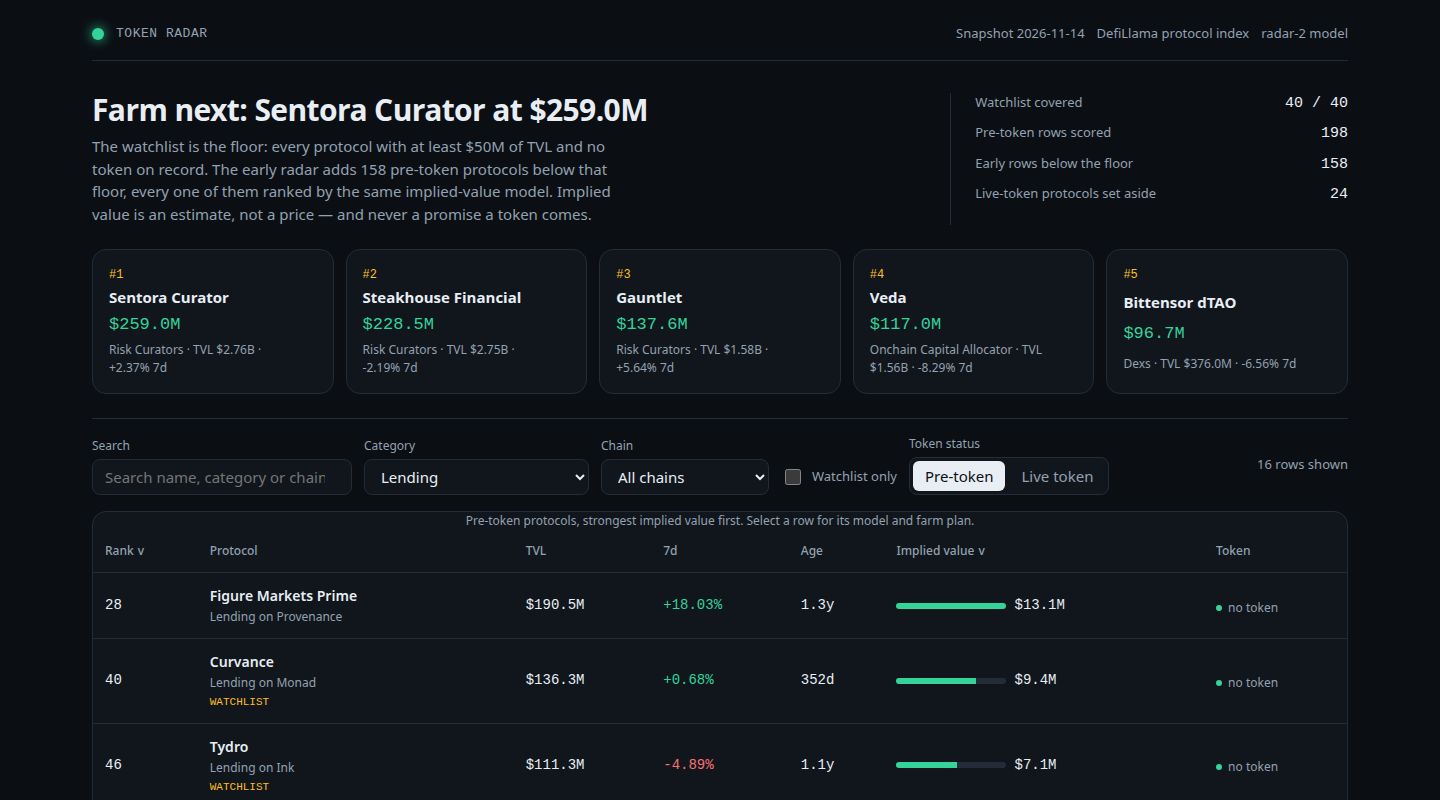 TOKEN RADAR
Snapshot 2026-11-14 DefiLlama protocol index radar-2 model
Farm next: Sentora Curator at $259.0M
The watchlist is the floor: every protocol with at least $50M of TVL and no
token on record. The early radar adds 158 pre-token protocols below that
floor, every one of them ranked by the same implied-value model. Implied
value is an estimate, not a price — and never a promise a token comes.
Watchlist covered 40 / 40
Pre-token rows scored 198
Early rows below the floor 158
Live-token protocols set aside 24
#1
Sentora Curator
$259.0M
Risk Curators · TVL $2.76B ·
+2.37% 7d
#2
Steakhouse Financial
$228.5M
Risk Curators · TVL $2.75B ·
-2.19% 7d
#3
Gauntlet
$137.6M
Risk Curators · TVL $1.58B ·
+5.64% 7d
#4
Veda
$117.0M
Onchain Capital Allocator · TVL
$1.56B · -8.29% 7d
#5
Bittensor dTAO
$96.7M
Dexs · TVL $376.0M · -6.56% 7d
Search
Search name, category or chain
Category
Lending
Chain
All chains
Watchlist only
Token status
Pre-token Live token
16 rows shown
Pre-token protocols, strongest implied value first. Select a row for its model and farm plan.
Rank v Protocol TVL 7d Age Implied value v Token
28 Figure Markets Prime $190.5M +18.03% 1.3y $13.1M no token
Lending on Provenance
40 Curvance $136.3M +0.68% 352d $9.4M no token
Lending on Monad
WATCHLIST
46 Tydro $111.3M -4.89% 1.1y $7.1M no token
Lending on Ink
WATCHLIST